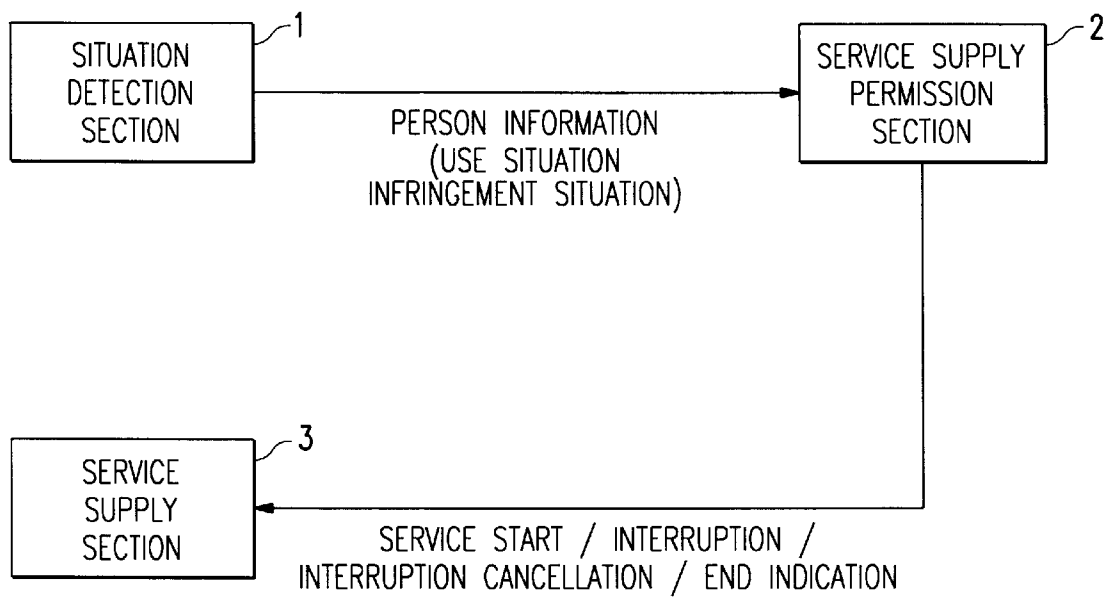 1
SITUATION
DETECTION
SECTION
2
SERVICE SUPPLY
PERMISSION
SECTION
PERSON INFORMATION
(USE SITUATION
INFRINGEMENT SITUATION)
3
SERVICE
SUPPLY
SECTION
SERVICE START / INTERRUPTION /
INTERRUPTION CANCELLATION / END INDICATION